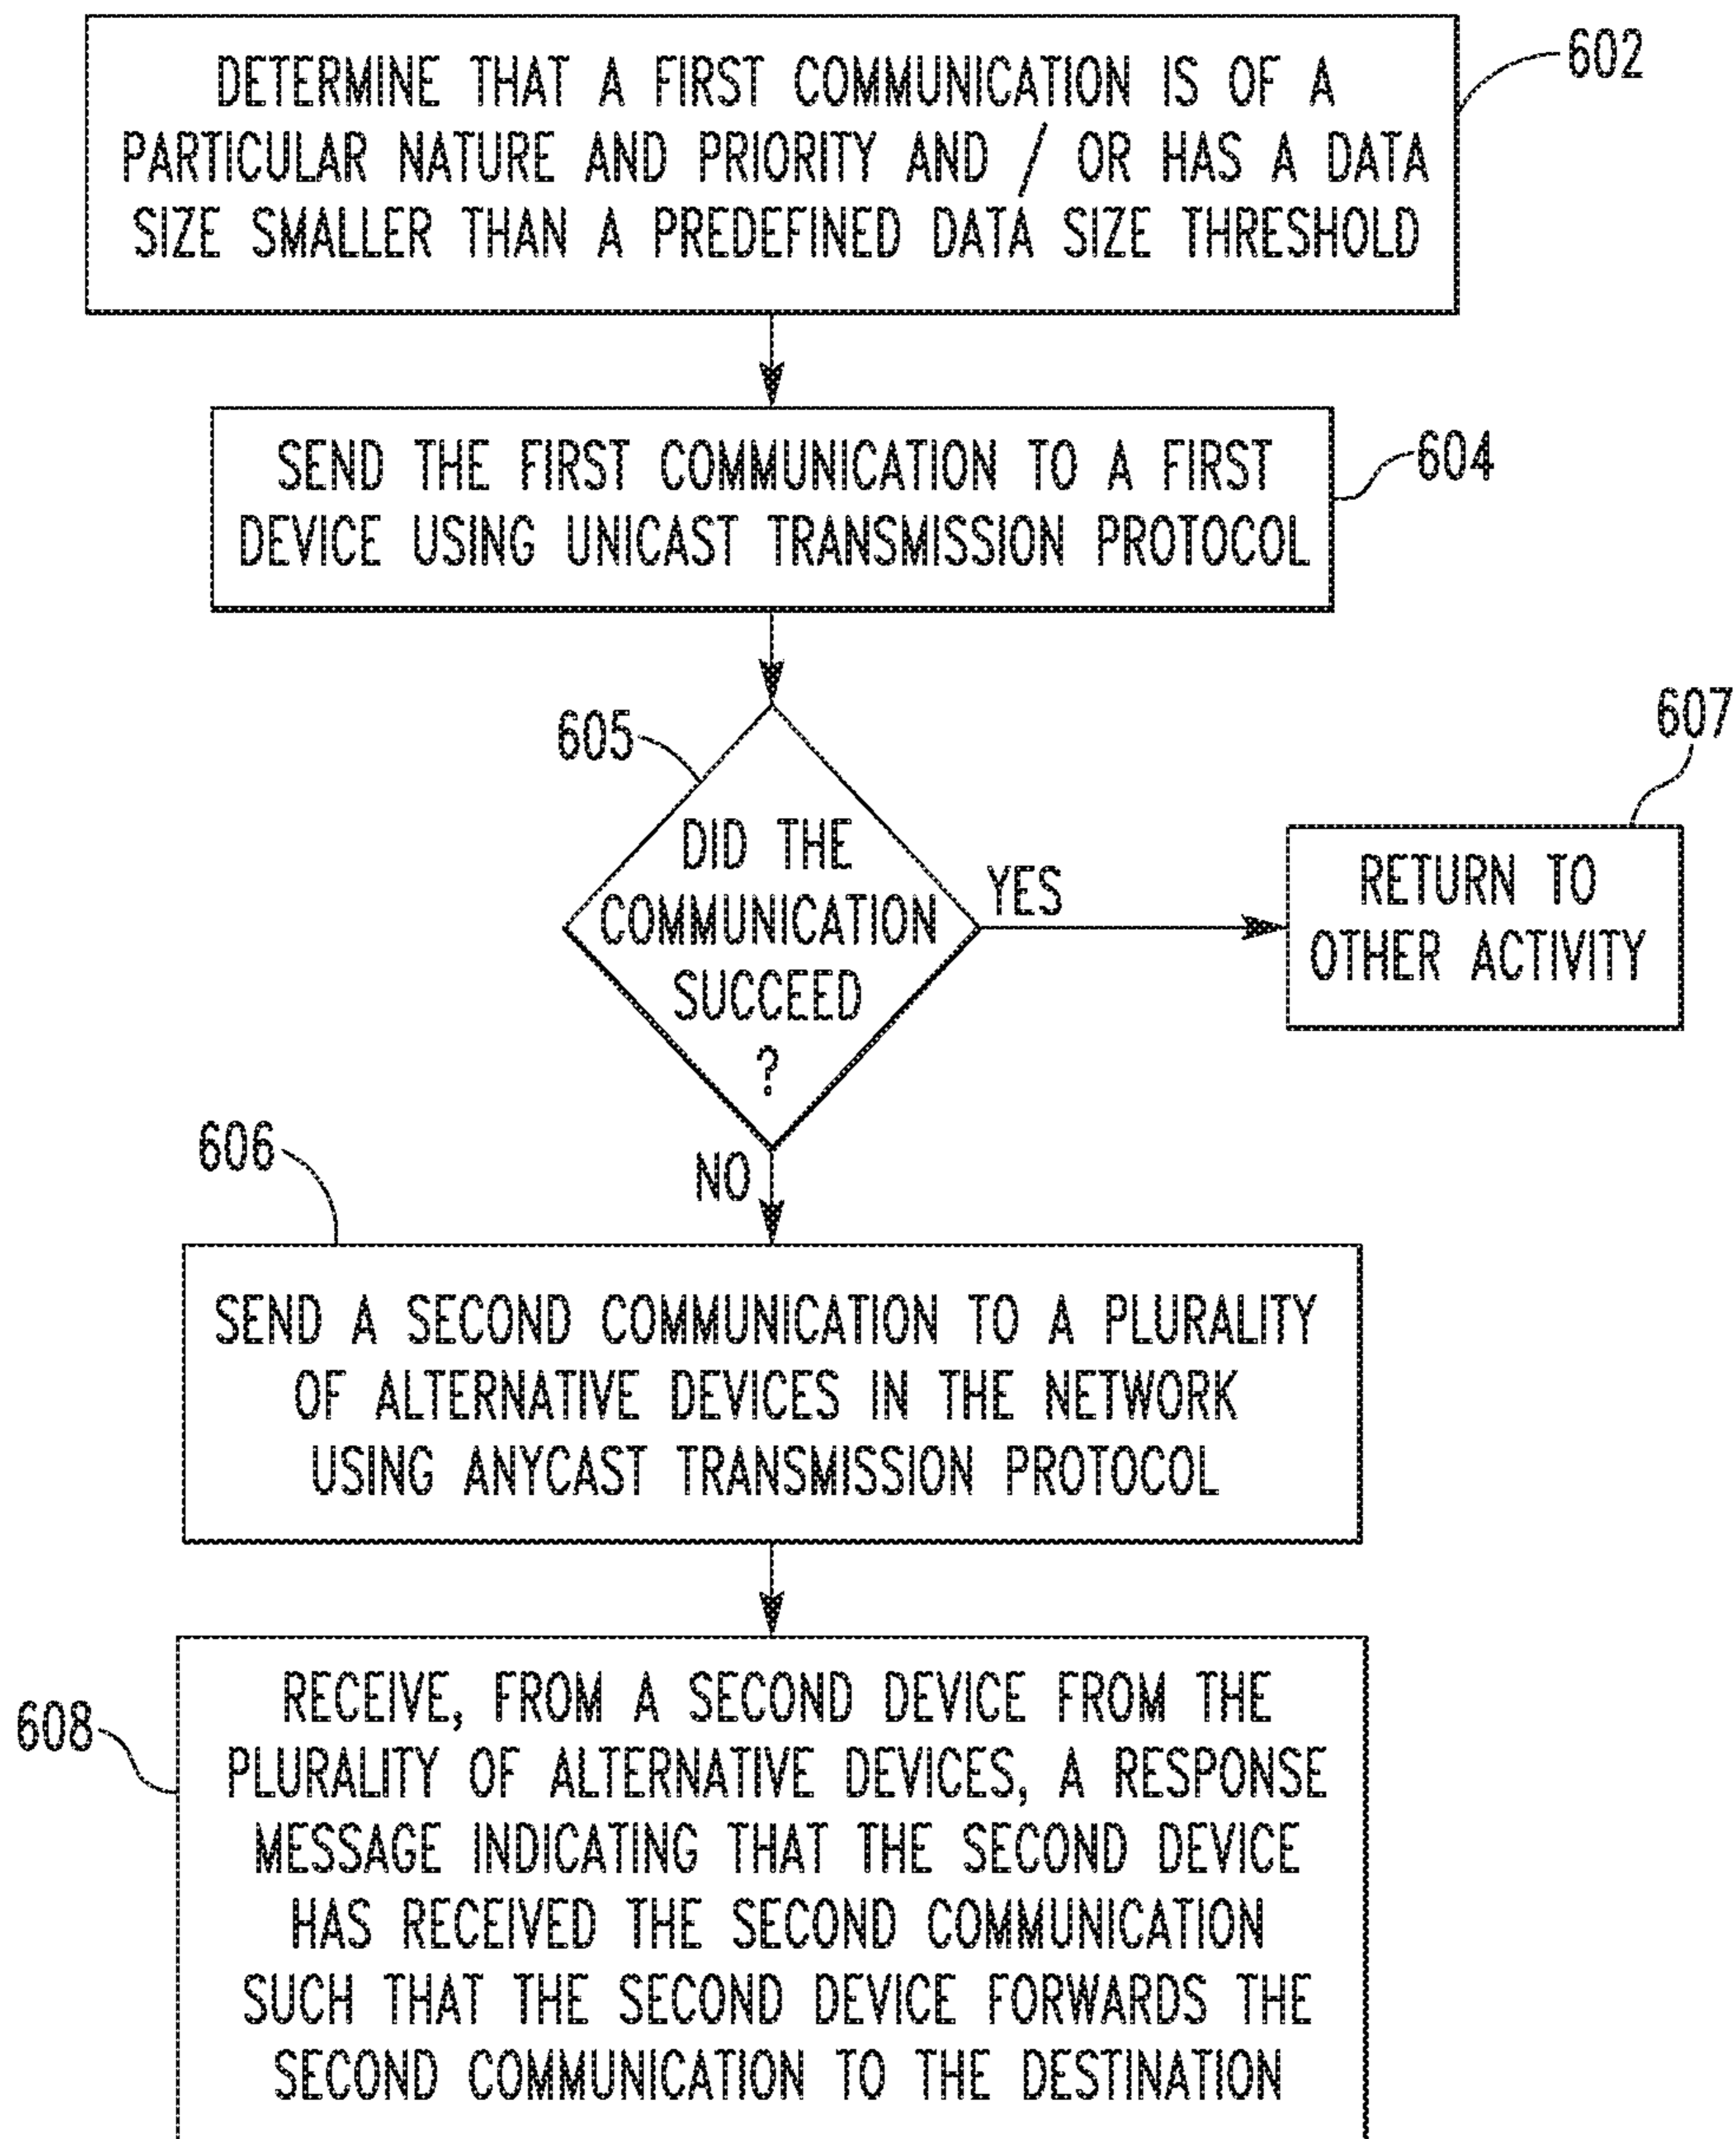 DETERMINE THAT A FIRST COMMUNICATION IS OF A
PARTICULAR NATURE AND PRIORITY AND / OR HAS A DATA
SIZE SMALLER THAN A PREDEFINED DATA SIZE THRESHOLD
602
SEND THE FIRST COMMUNICATION TO A FIRST
DEVICE USING UNICAST TRANSMISSION PROTOCOL
604
605
DID THE
COMMUNICATION
SUCCEED
?
YES
607
RETURN TO
OTHER ACTIVITY
NO
606
SEND A SECOND COMMUNICATION TO A PLURALITY
OF ALTERNATIVE DEVICES IN THE NETWORK
USING ANYCAST TRANSMISSION PROTOCOL
608
RECEIVE, FROM A SECOND DEVICE FROM THE
PLURALITY OF ALTERNATIVE DEVICES, A RESPONSE
MESSAGE INDICATING THAT THE SECOND DEVICE
HAS RECEIVED THE SECOND COMMUNICATION
SUCH THAT THE SECOND DEVICE FORWARDS THE
SECOND COMMUNICATION TO THE DESTINATION